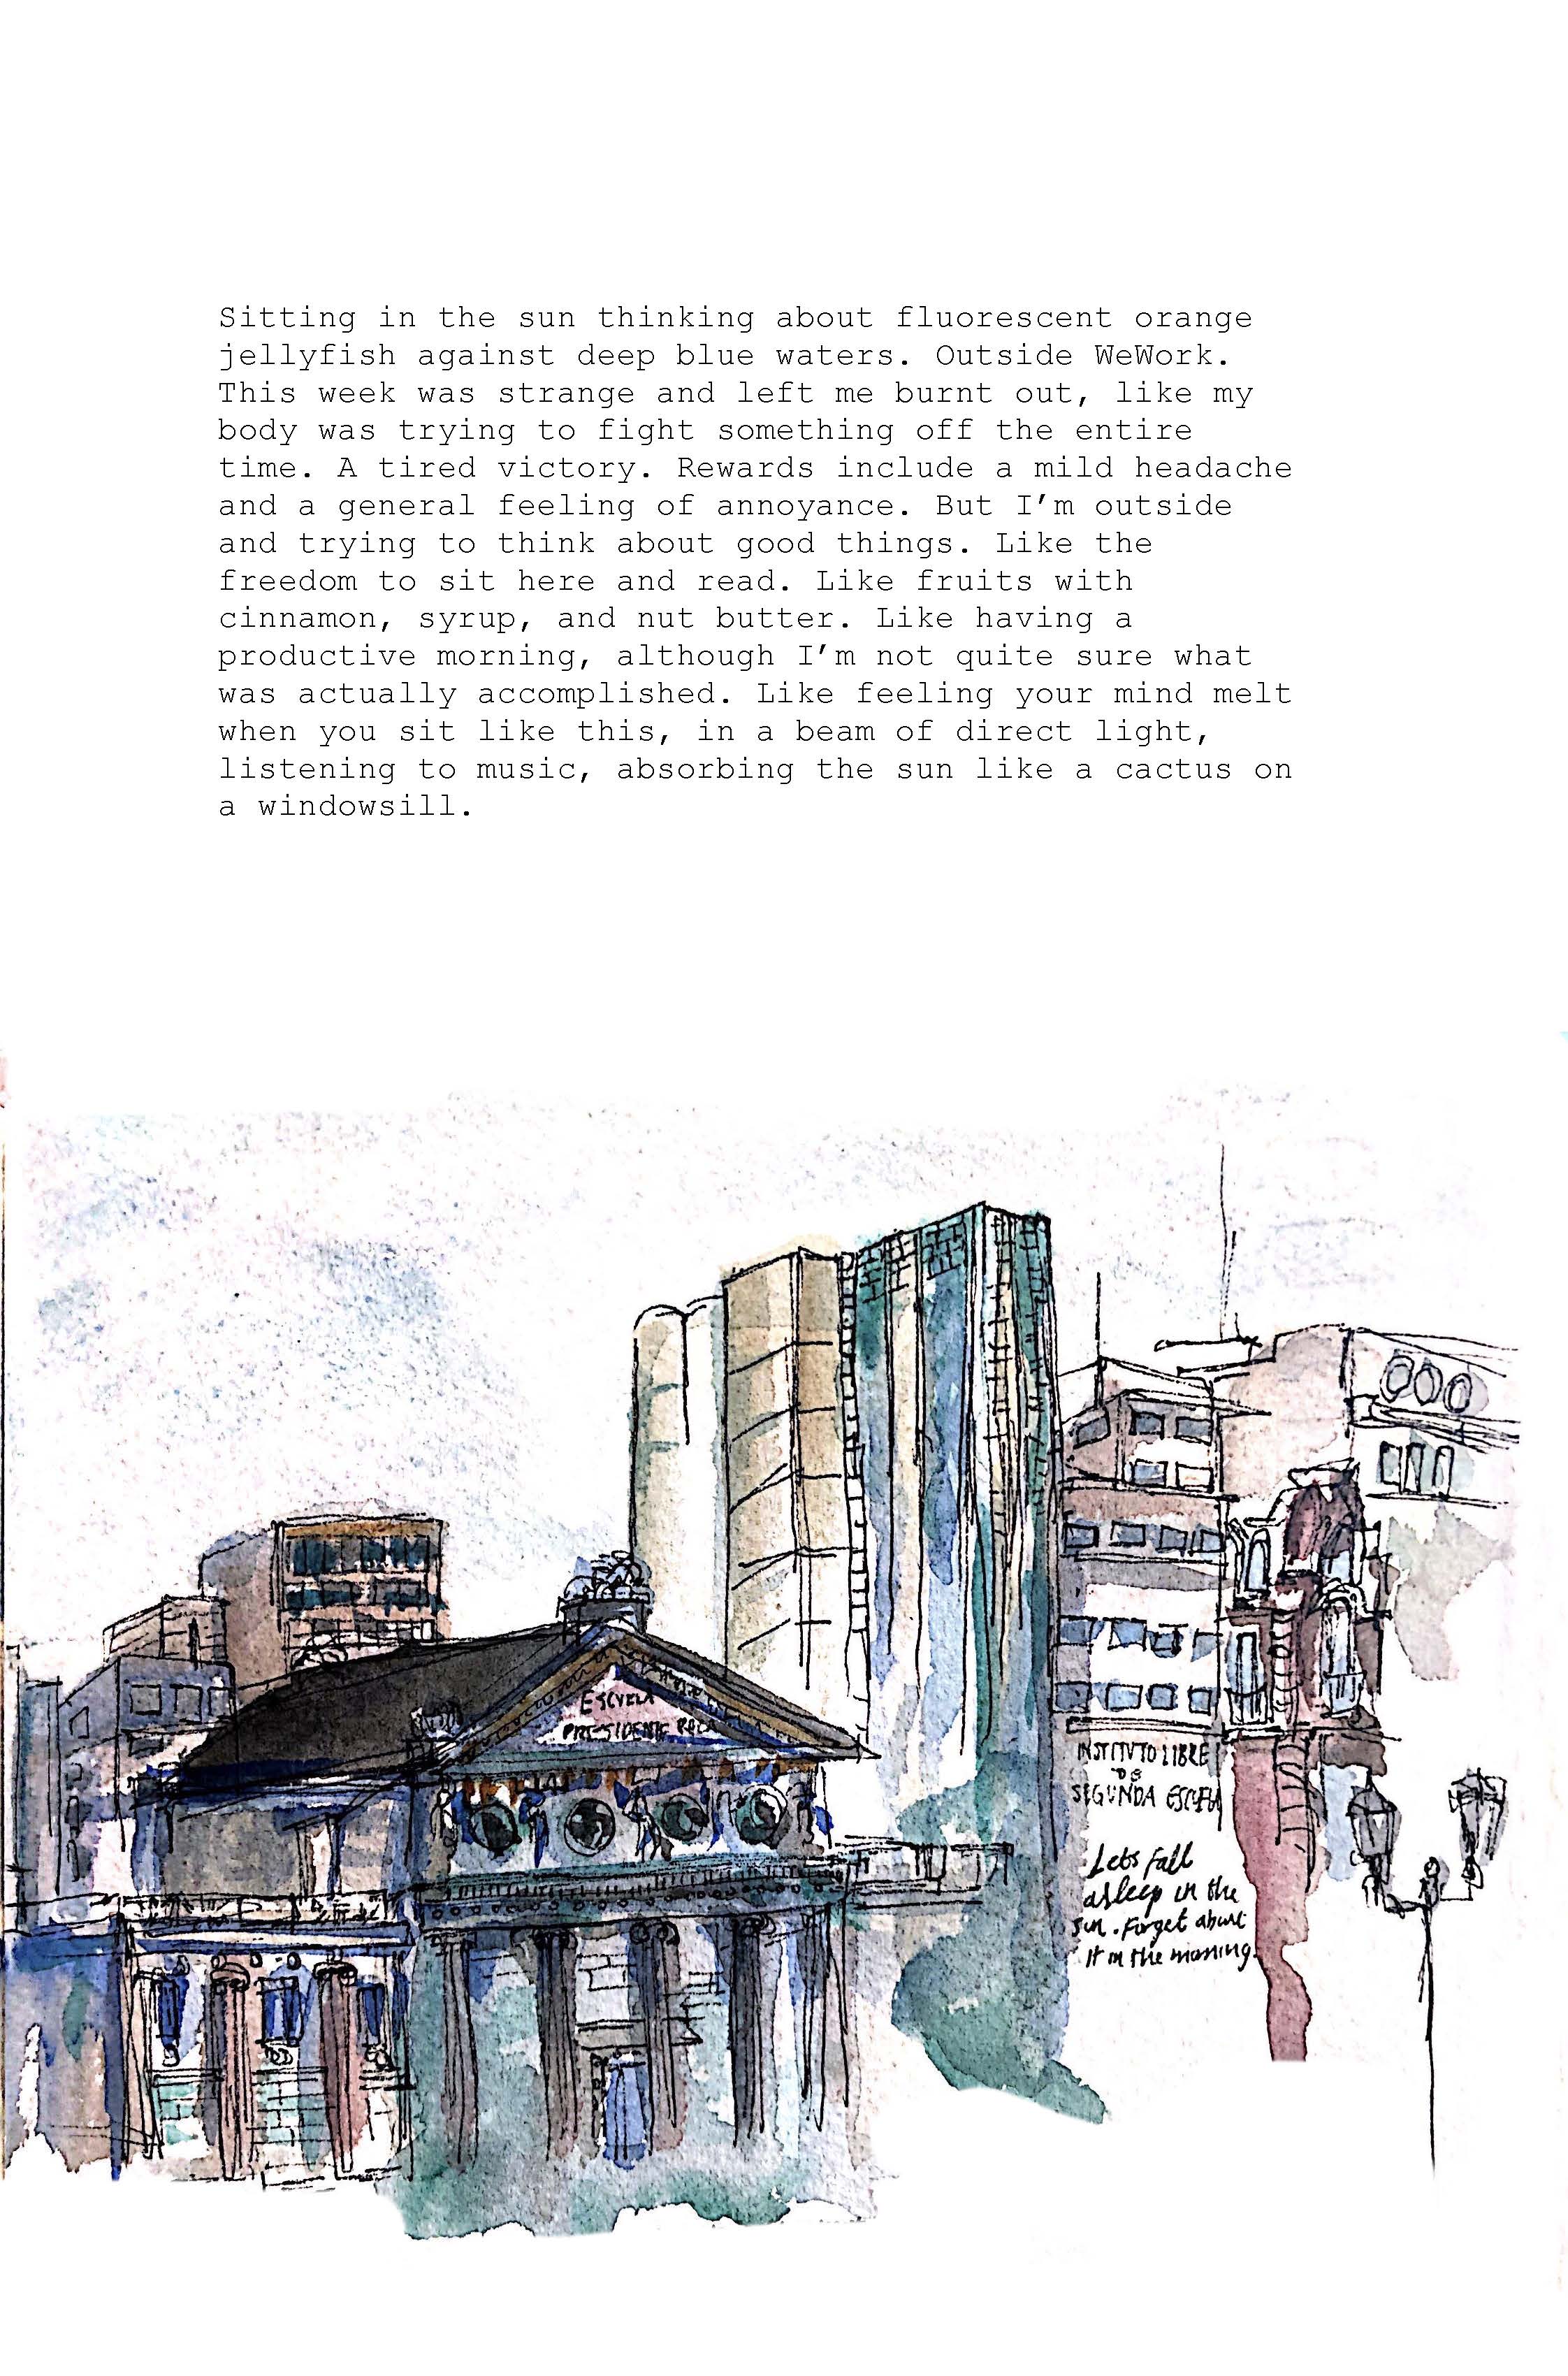 Sitting in the sun thinking about fluorescent orange
jellyfish against deep blue waters. Outside WeWork.
This week was strange and left me burnt out, like my
body was trying to fight something off the entire
time. A tired victory. Rewards include a mild headache
and a general feeling of annoyance. But I’m outside
and trying to think about good things. Like the
freedom to sit here and read. Like fruits with
cinnamon, syrup, and nut butter. Like having a
productive morning, although I’m not quite sure what
was actually accomplished. Like feeling your mind melt
when you sit like this, in a beam of direct light,
listening to music, absorbing the sun like a cactus on
a windowsill.
ESCVELA
PRESIDENTE ROCA
INSTITVTO LIBRE
DE
SEGUNDA ESCUELA
Lets fall
asleep in the
sun. Forget about
it in the morning.